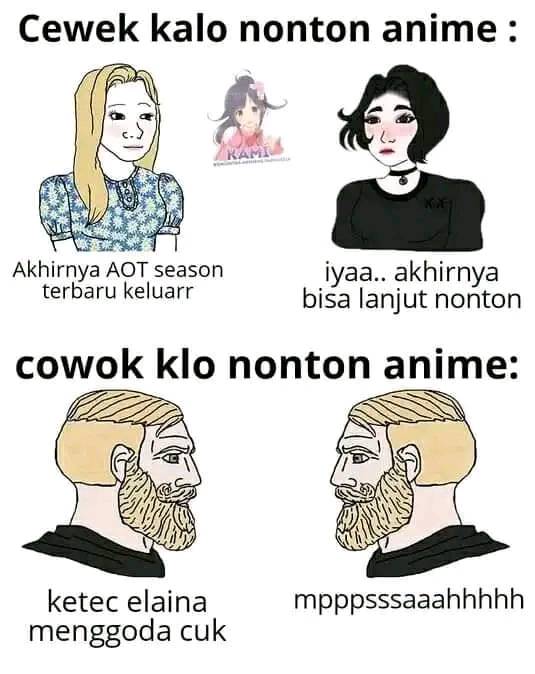 Cewek kalo nonton anime :
KAMI
Akhirnya AOT season
terbaru keluarr
iyaa.. akhirnya
bisa lanjut nonton
cowok klo nonton anime:
ketec elaina
menggoda cuk
mpppsssaaahhhhh